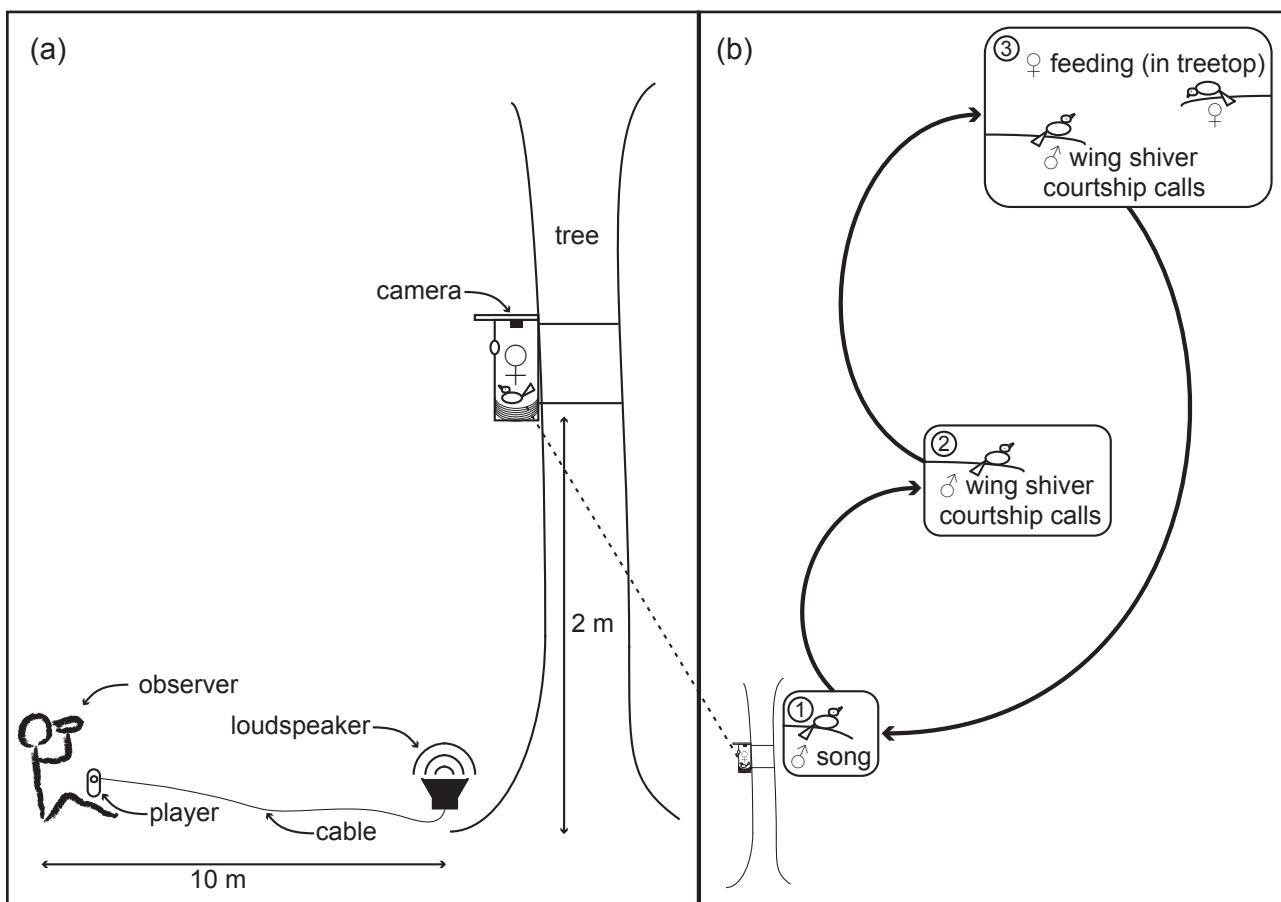 (a)
tree
camera
♀
2 m
observer
loudspeaker
player
cable
10 m
(b)
③
♀ feeding (in treetop)
♀
♂ wing shiver
courtship calls
②
♂ wing shiver
courtship calls
①
♂ song
♀